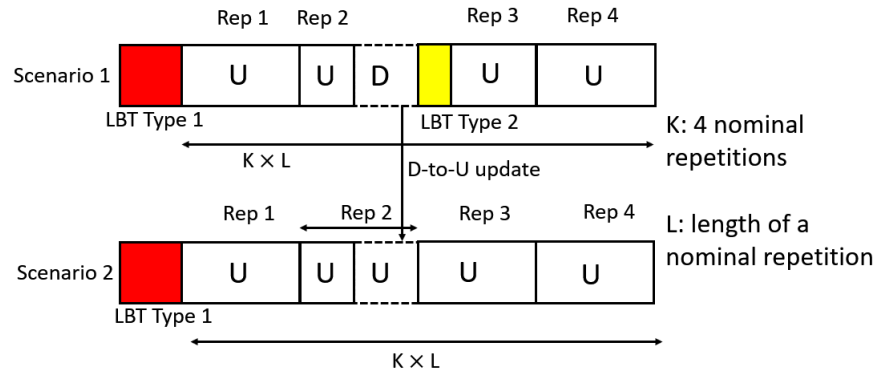 Rep 1 Rep 2 Rep 3 Rep 4
Scenario 1 U U D U U
LBT Type 1 LBT Type 2
K × L
K: 4 nominal
repetitions
D-to-U update
Rep 1 Rep 2 Rep 3 Rep 4
L: length of a
nominal repetition
Scenario 2 U U U U U
LBT Type 1
K × L